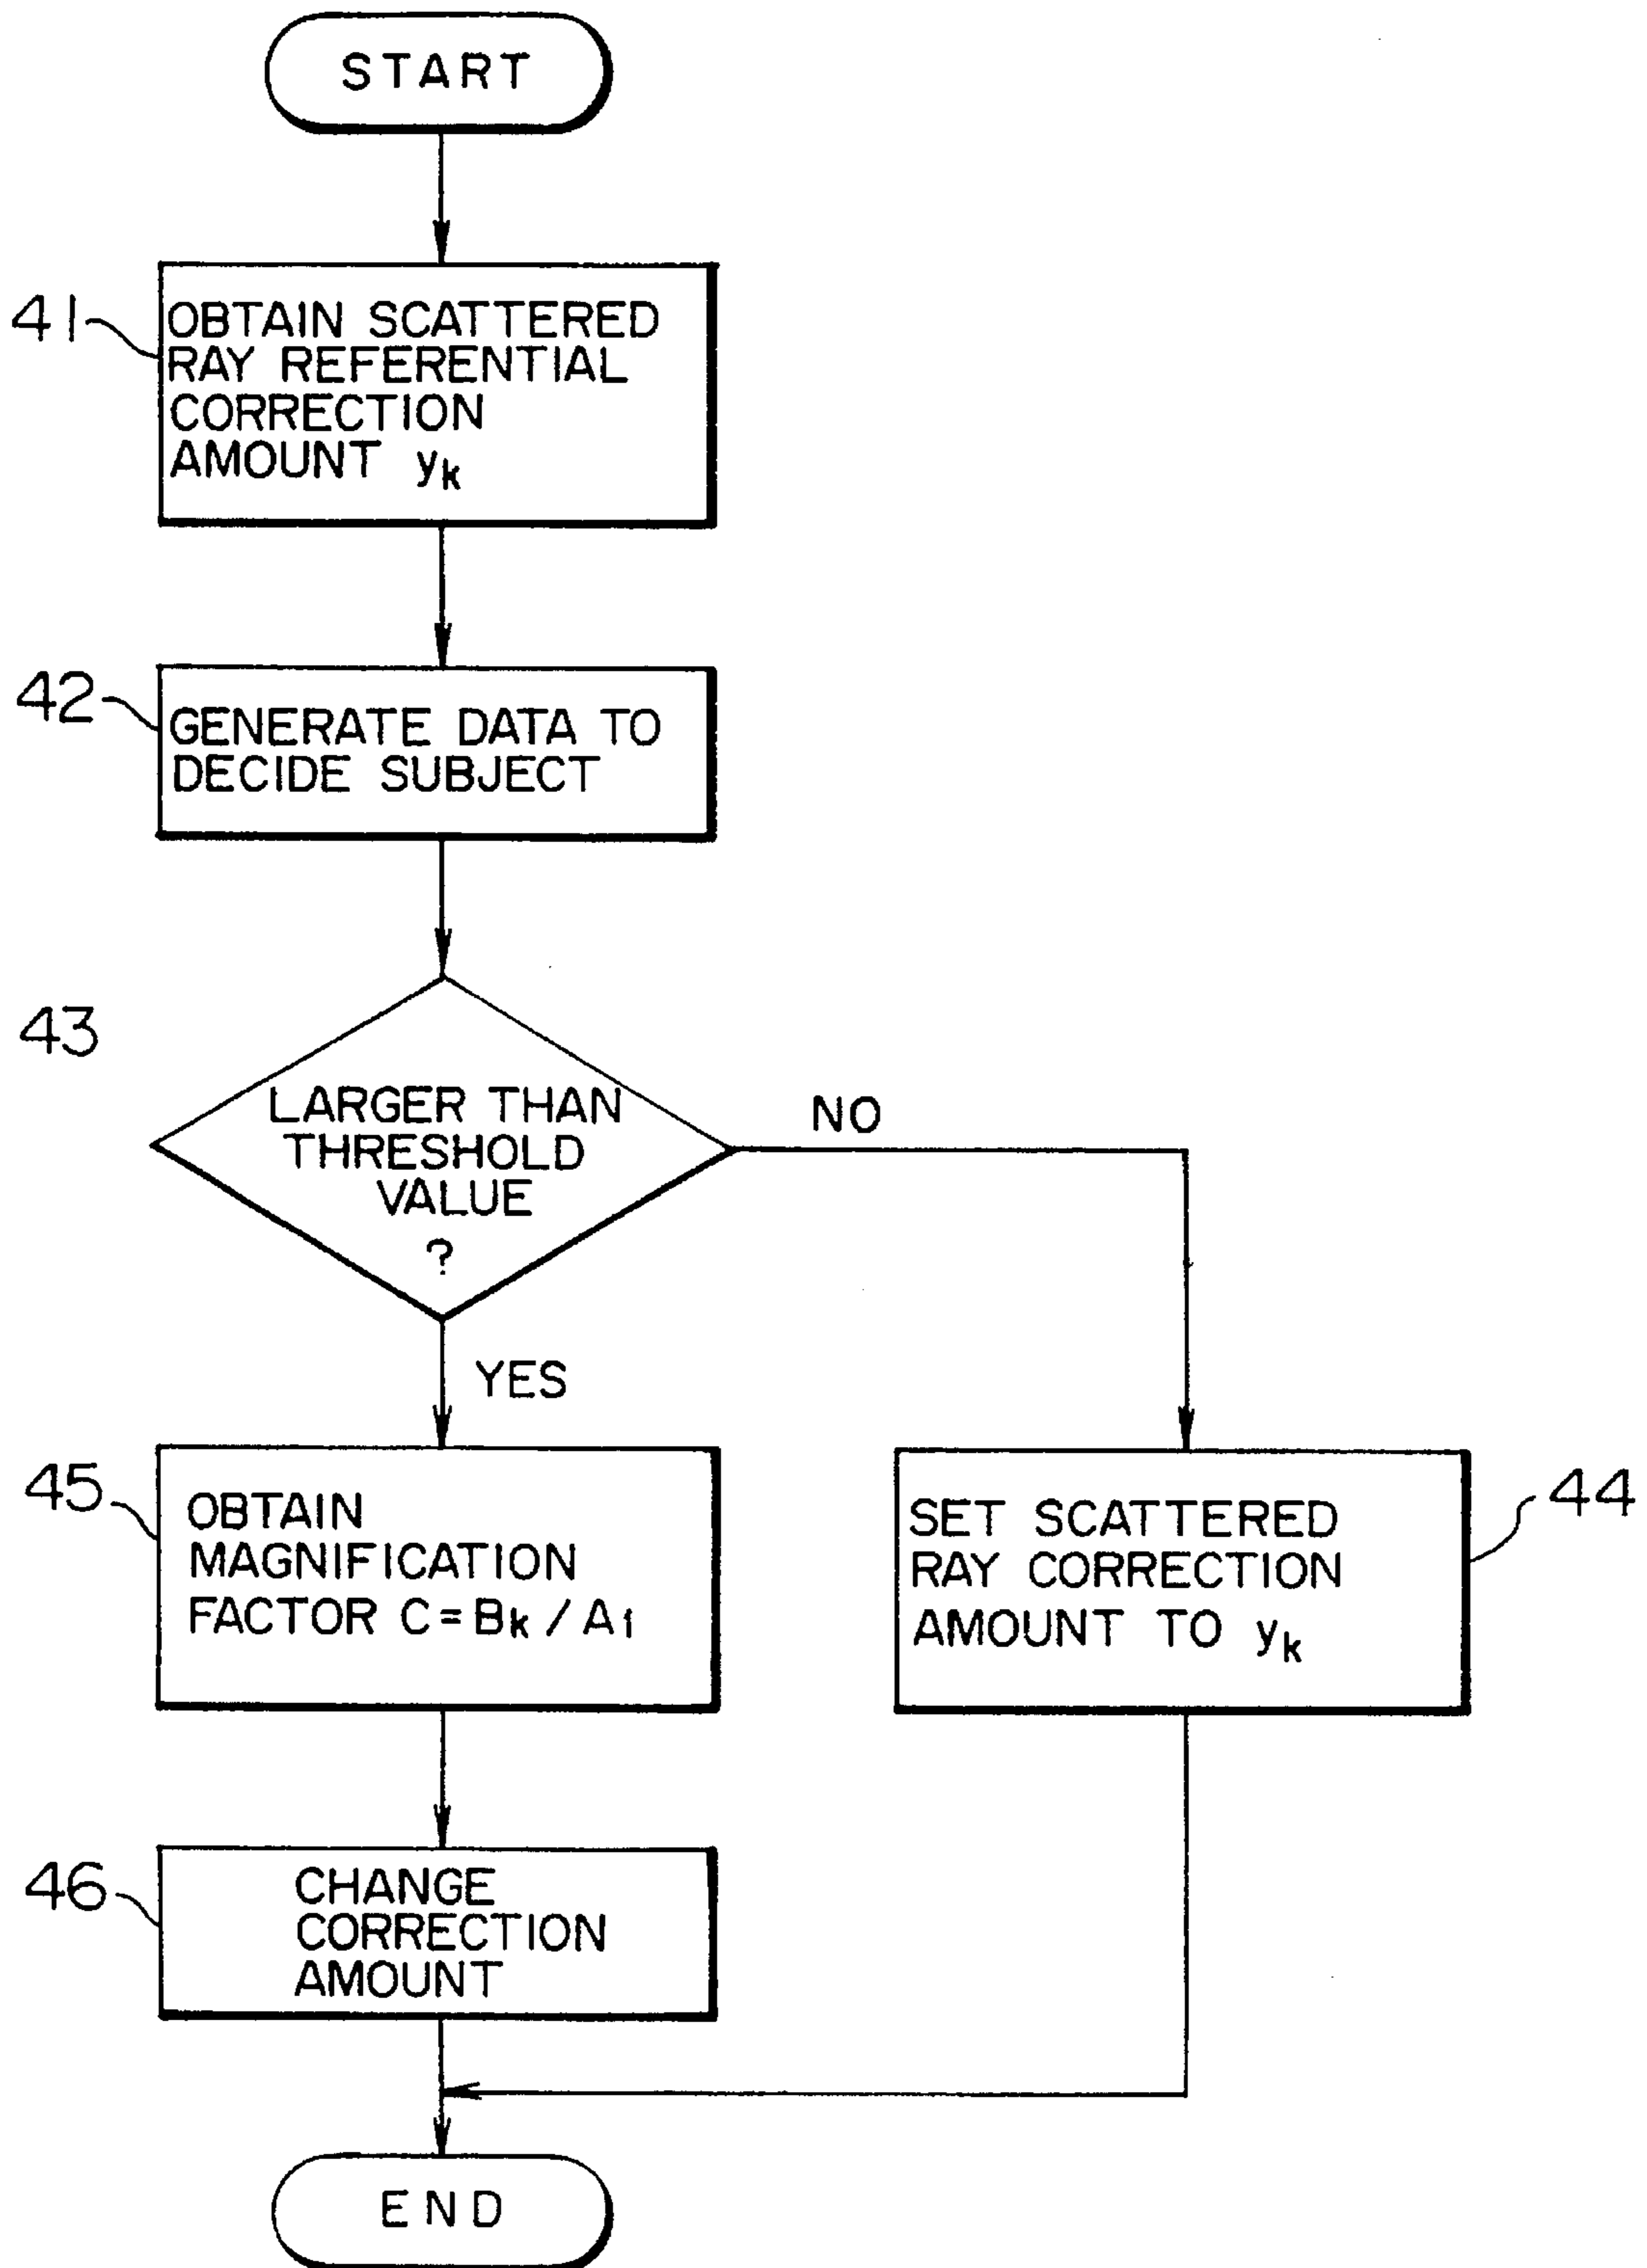 START
41
OBTAIN SCATTERED
RAY REFERENTIAL
CORRECTION
AMOUNT yk
42
GENERATE DATA TO
DECIDE SUBJECT
43
LARGER THAN
THRESHOLD
VALUE
?
NO
YES
45
OBTAIN
MAGNIFICATION
FACTOR C = Bk / A1
44
SET SCATTERED
RAY CORRECTION
AMOUNT TO yk
46
CHANGE
CORRECTION
AMOUNT
END